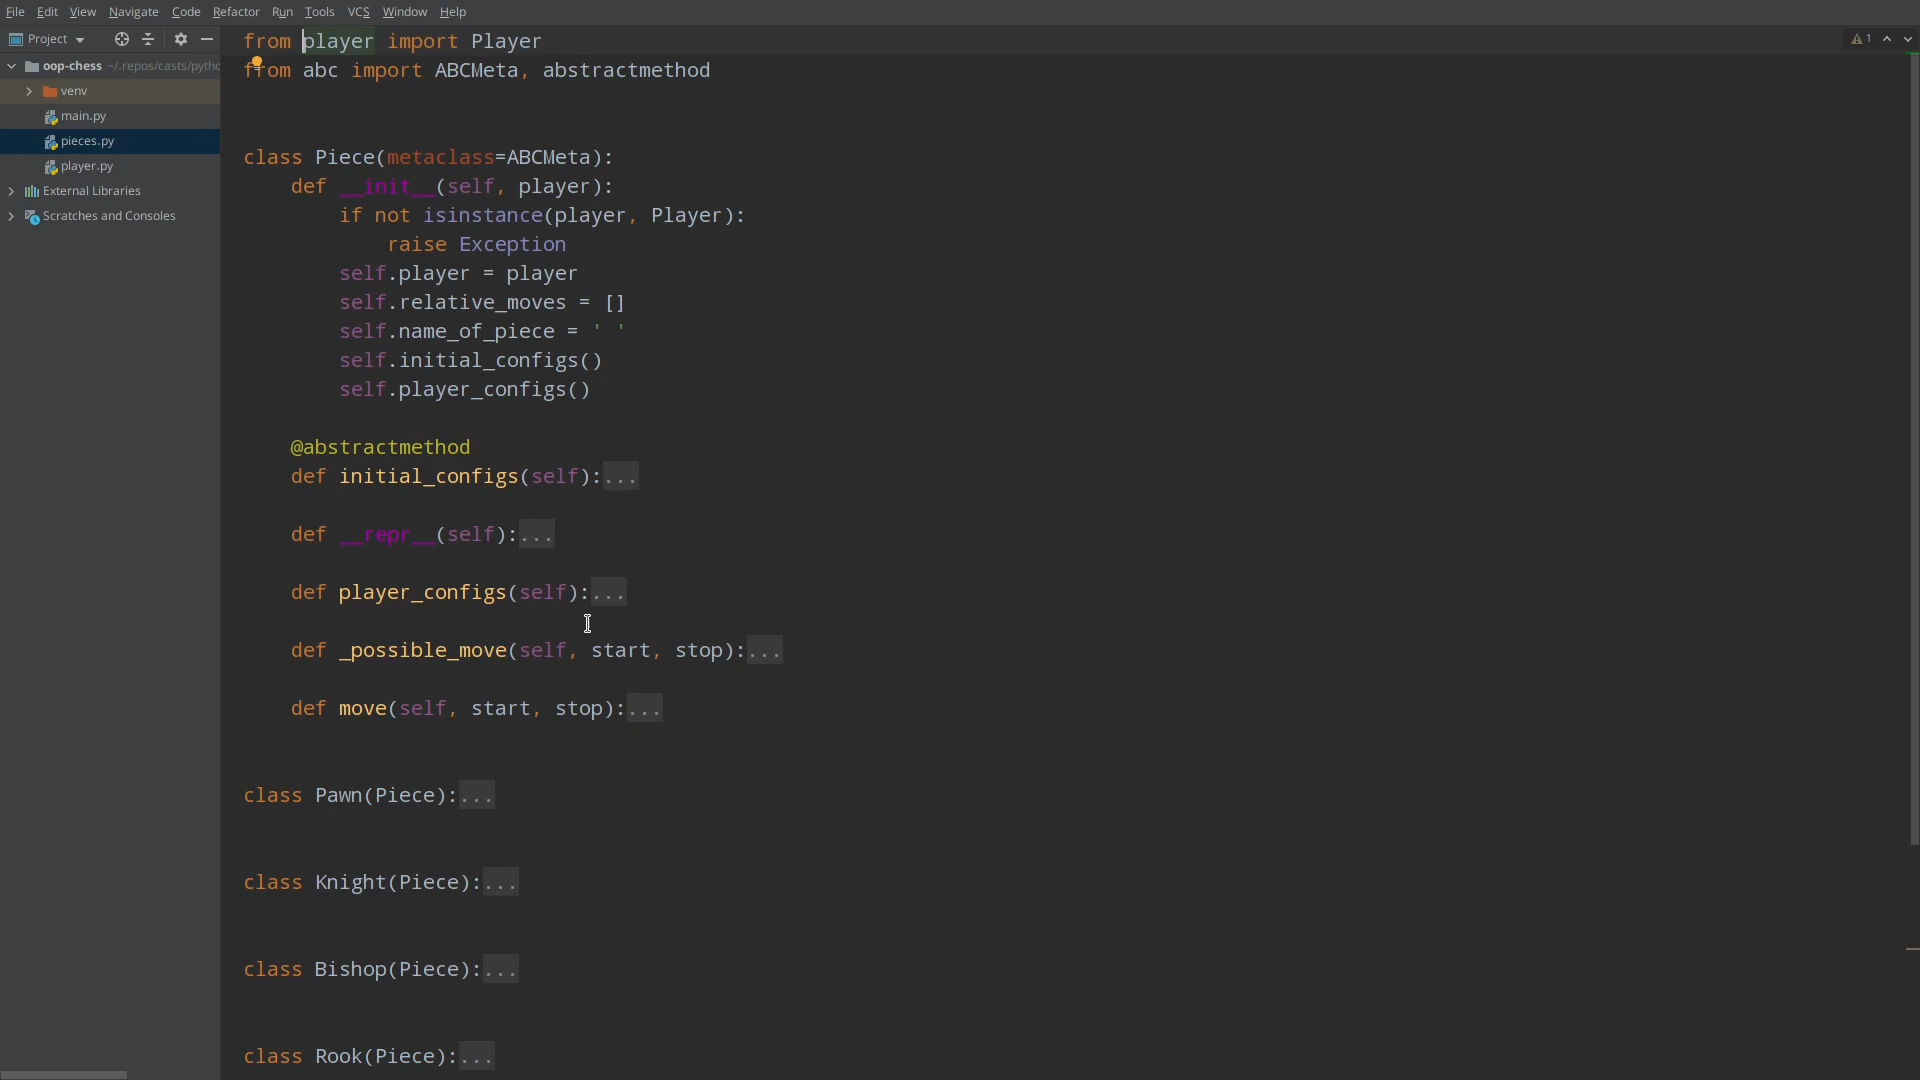 File Edit View Navigate Code Refactor Run Tools VCS Window Help
Project
oop-chess ~/.repos/casts/pytho
venv
main.py
pieces.py
player.py
External Libraries
Scratches and Consoles
1
from player import Player
from abc import ABCMeta, abstractmethod
class Piece(metaclass=ABCMeta):
def __init__(self, player):
if not isinstance(player, Player):
raise Exception
self.player = player
self.relative_moves = []
self.name_of_piece = ' '
self.initial_configs()
self.player_configs()
@abstractmethod
def initial_configs(self):...
def __repr__(self):...
def player_configs(self):...
def _possible_move(self, start, stop):...
def move(self, start, stop):...
class Pawn(Piece):...
class Knight(Piece):...
class Bishop(Piece):...
class Rook(Piece):...